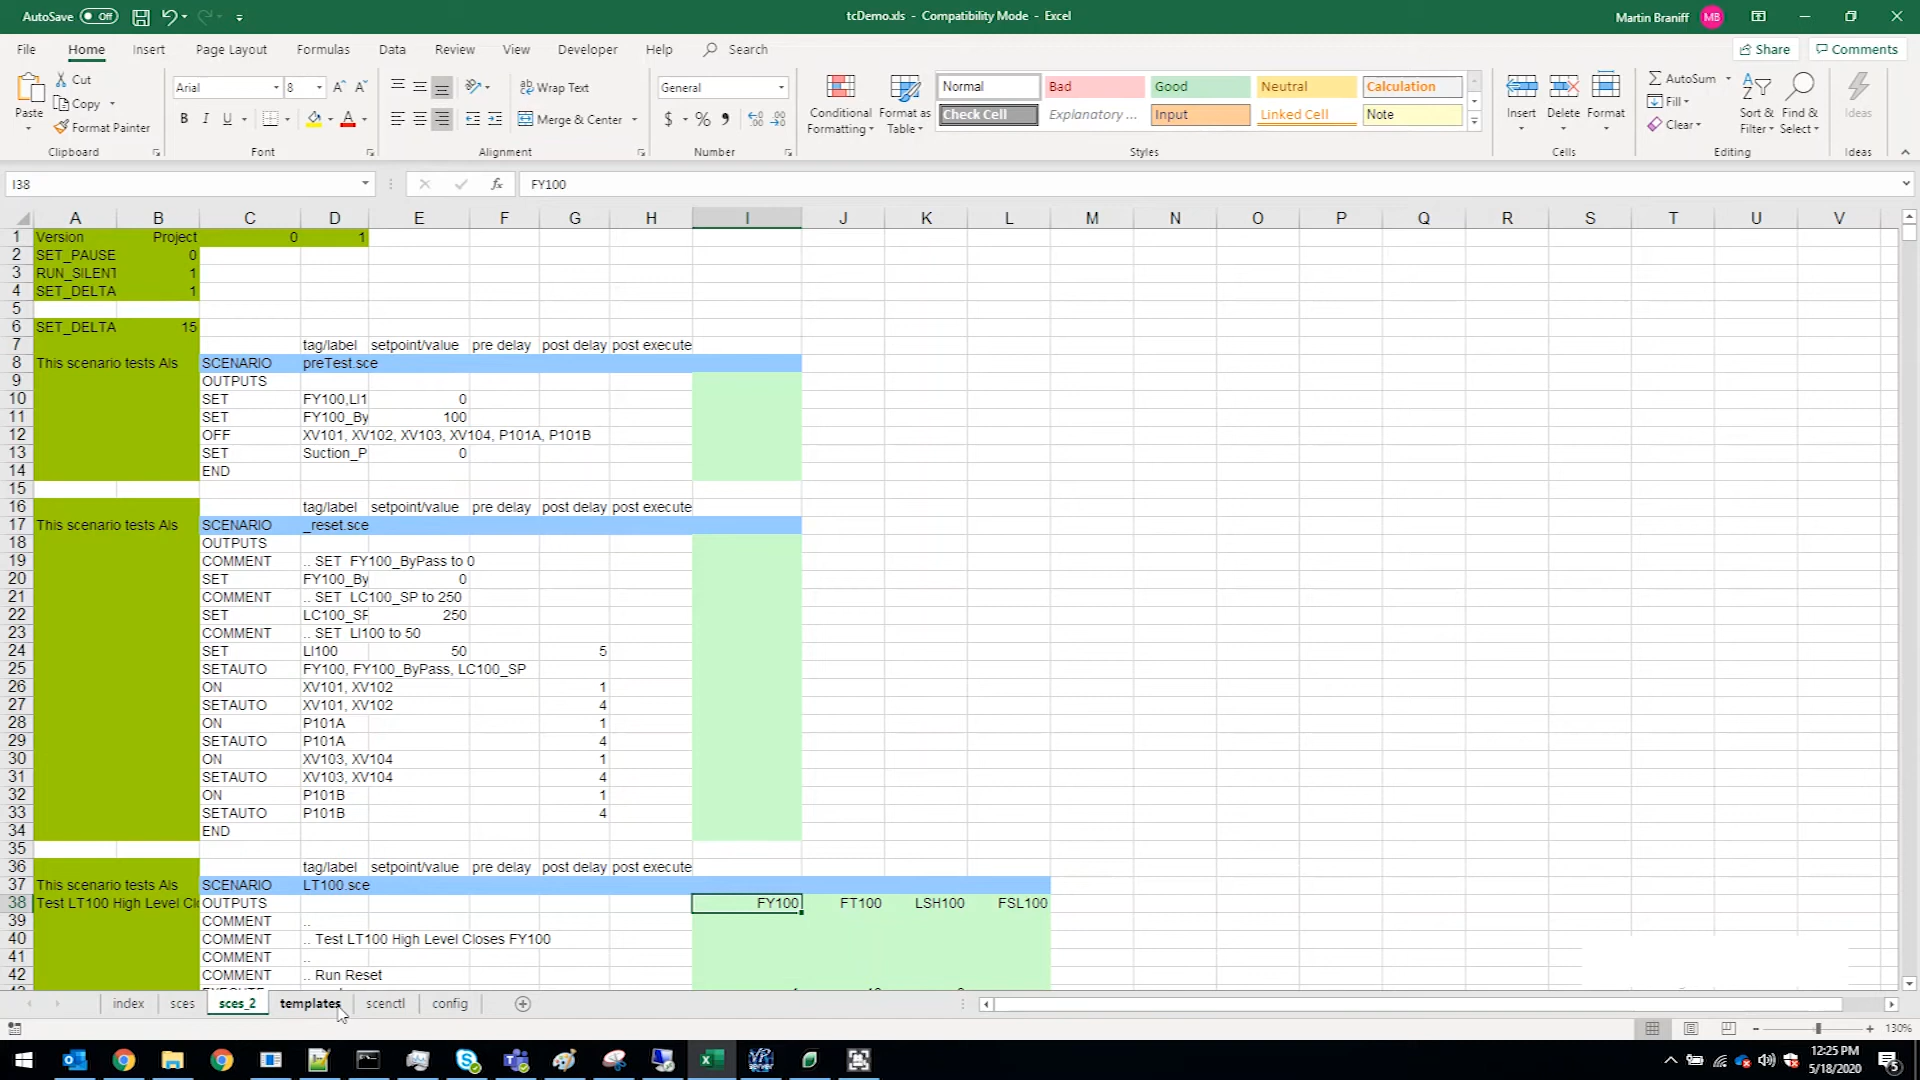 AutoSave Off tcDemo.xls - Compatibility Mode - Excel Martin Braniff MB
File Home Insert Page Layout Formulas Data Review View Developer Help Search Share Comments
Paste Cut Copy Format Painter Clipboard
Arial 8 B I U Font
Wrap Text Merge & Center Alignment
General $ % Number
Conditional Formatting Format as Table
Normal Bad Good Neutral Calculation
Check Cell Explanatory ... Input Linked Cell Note
Styles
Insert Delete Format Cells
AutoSum Fill Clear Sort & Filter Find & Select Editing
Ideas Ideas
I38 fx FY100
A B C D E F G H I J K L M N O P Q R S T U V
1 Version Project 0 1
2 SET_PAUSE 0
3 RUN_SILENT 1
4 SET_DELTA 1
5
6 SET_DELTA 15
7 tag/label setpoint/value pre delay post delay post execute
8 This scenario tests AIs SCENARIO preTest.sce
9 OUTPUTS
10 SET FY100,LI1 0
11 SET FY100_By 100
12 OFF XV101, XV102, XV103, XV104, P101A, P101B
13 SET Suction_P 0
14 END
15
16 tag/label setpoint/value pre delay post delay post execute
17 This scenario tests AIs SCENARIO _reset.sce
18 OUTPUTS
19 COMMENT .. SET FY100_ByPass to 0
20 SET FY100_By 0
21 COMMENT .. SET LC100_SP to 250
22 SET LC100_SP 250
23 COMMENT .. SET LI100 to 50
24 SET LI100 50 5
25 SETAUTO FY100, FY100_ByPass, LC100_SP
26 ON XV101, XV102 1
27 SETAUTO XV101, XV102 4
28 ON P101A 1
29 SETAUTO P101A 4
30 ON XV103, XV104 1
31 SETAUTO XV103, XV104 4
32 ON P101B 1
33 SETAUTO P101B 4
34 END
35
36 tag/label setpoint/value pre delay post delay post execute
37 This scenario tests AIs SCENARIO LT100.sce
38 Test LT100 High Level Clo OUTPUTS FY100 FT100 LSH100 FSL100
39 COMMENT ..
40 COMMENT .. Test LT100 High Level Closes FY100
41 COMMENT ..
42 COMMENT .. Run Reset
index sces sces_2 templates scenctl config
130%
12:25 PM
5/18/2020
5